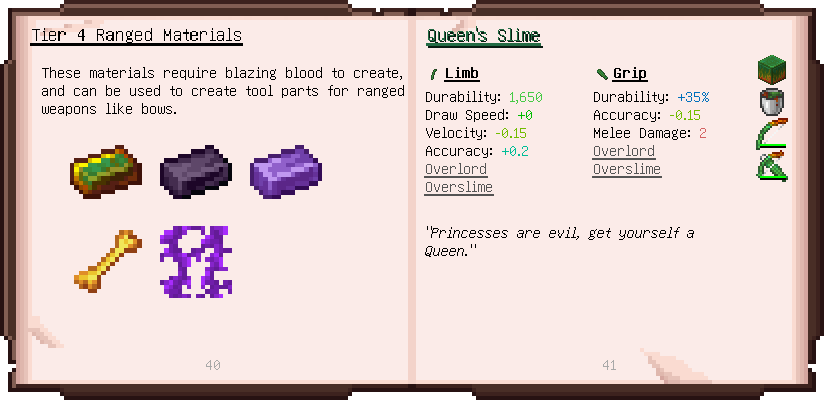 Tier 4 Ranged Materials
These materials require blazing blood to create,
and can be used to create tool parts for ranged
weapons like bows.
40
Queen's Slime
Limb
Durability: 1,650
Draw Speed: +0
Velocity: -0.15
Accuracy: +0.2
Overlord
Overslime
Grip
Durability: +35%
Accuracy: -0.15
Melee Damage: 2
Overlord
Overslime
"Princesses are evil, get yourself a
Queen."
41